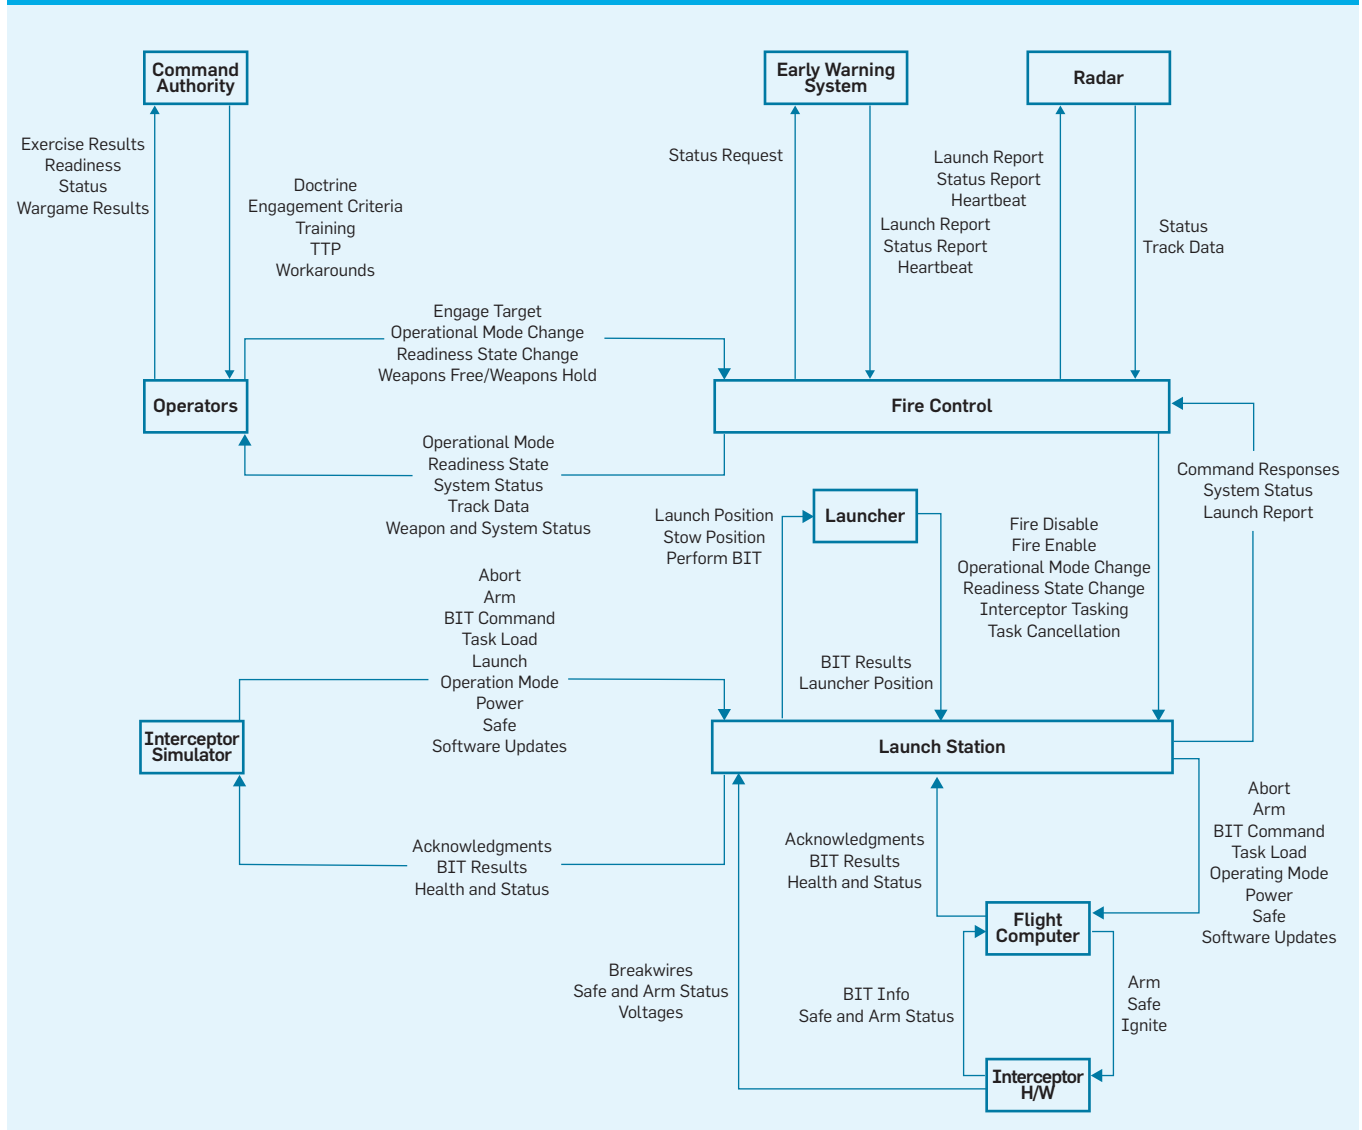 Command
Authority
Early Warning
System
Radar
Exercise Results
Readiness
Status
Wargame Results
Doctrine
Engagement Criteria
Training
TTP
Workarounds
Status Request
Launch Report
Status Report
Heartbeat
Launch Report
Status Report
Heartbeat
Status
Track Data
Engage Target
Operational Mode Change
Readiness State Change
Weapons Free/Weapons Hold
Operators
Fire Control
Operational Mode
Readiness State
System Status
Track Data
Weapon and System Status
Command Responses
System Status
Launch Report
Launch Position
Stow Position
Perform BIT
Launcher
Fire Disable
Fire Enable
Operational Mode Change
Readiness State Change
Interceptor Tasking
Task Cancellation
Abort
Arm
BIT Command
Task Load
Launch
Operation Mode
Power
Safe
Software Updates
BIT Results
Launcher Position
Interceptor
Simulator
Launch Station
Acknowledgments
BIT Results
Health and Status
Acknowledgments
BIT Results
Health and Status
Abort
Arm
BIT Command
Task Load
Operating Mode
Power
Safe
Software Updates
Flight
Computer
Breakwires
Safe and Arm Status
Voltages
BIT Info
Safe and Arm Status
Arm
Safe
Ignite
Interceptor
H/W